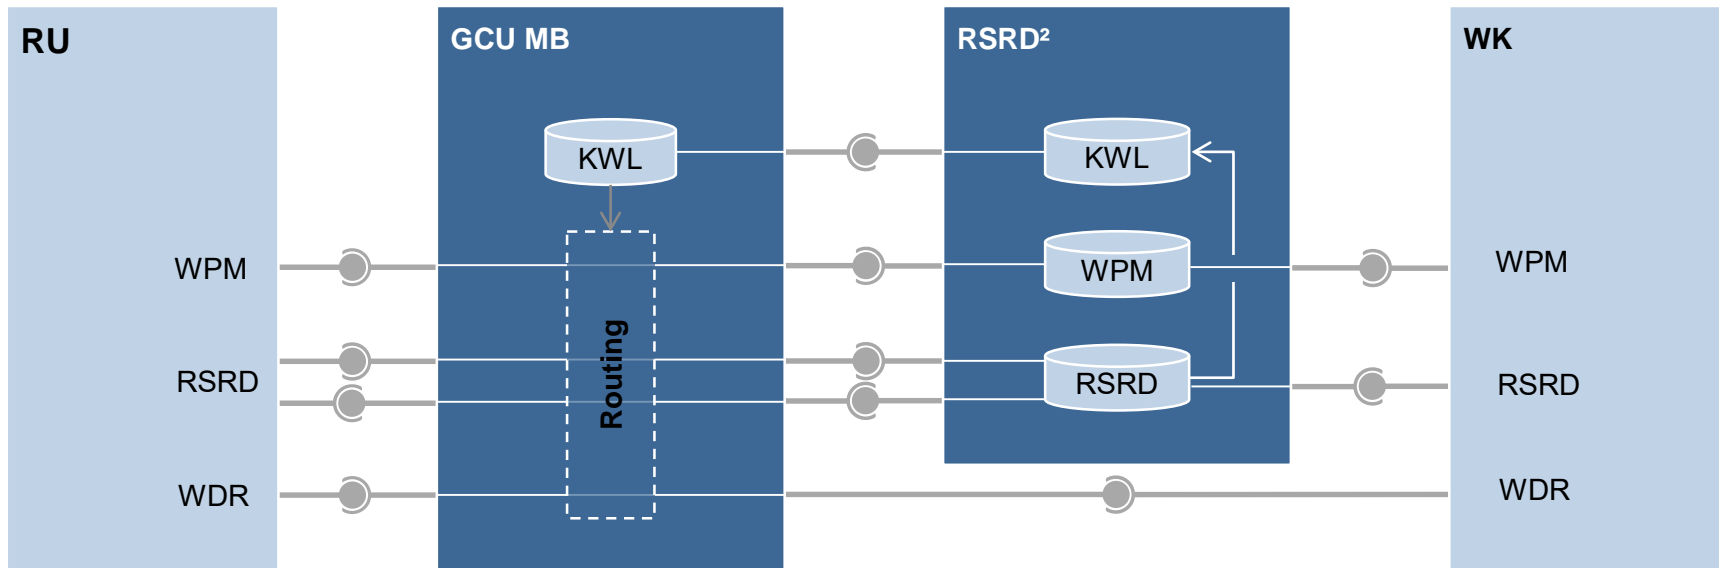 RU
GCU MB
RSRD²
WK
KWL
KWL
WPM
WPM
WPM
Routing
RSRD
RSRD
RSRD
WDR
WDR